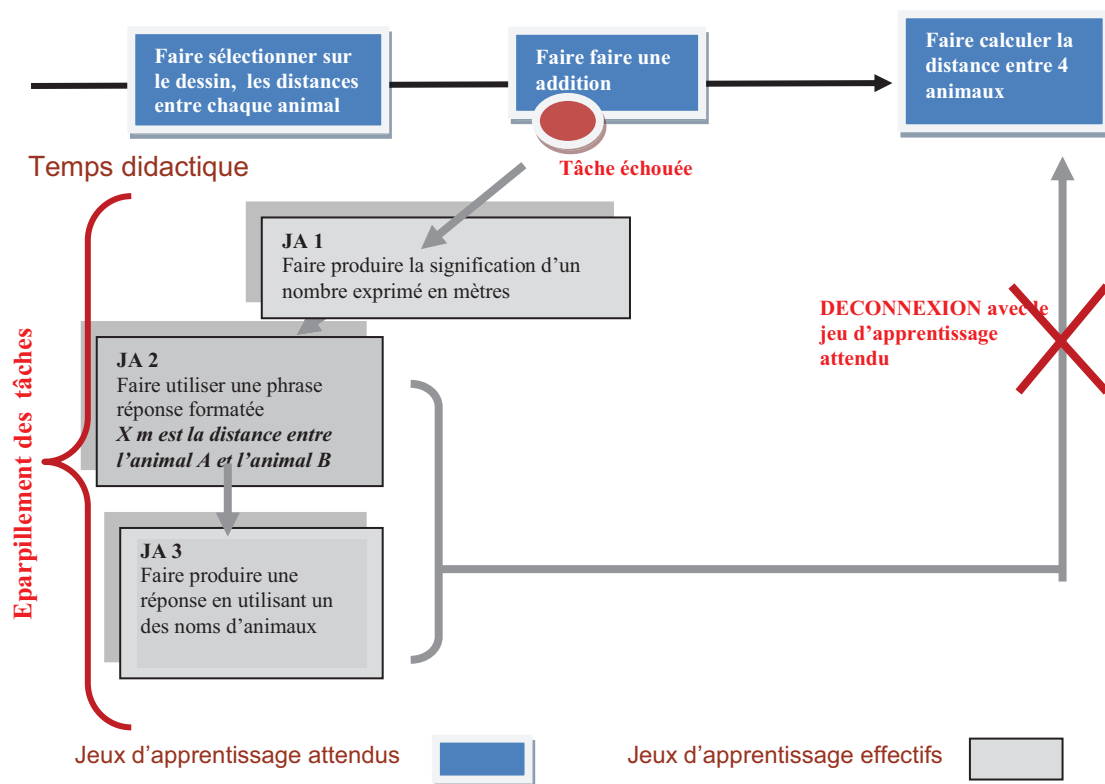 Faire sélectionner sur
le dessin, les distances
entre chaque animal
Faire faire une
addition
Faire calculer la
distance entre 4
animaux
Temps didactique
Tâche échouée
JA 1
Faire produire la signification d'un
nombre exprimé en mètres
DECONNEXION avec le
jeu d'apprentissage
attendu
Eparpillement des tâches
JA 2
Faire utiliser une phrase
réponse formatée
X m est la distance entre
l'animal A et l'animal B
JA 3
Faire produire une
réponse en utilisant un
des noms d'animaux
Jeux d'apprentissage attendus
Jeux d'apprentissage effectifs